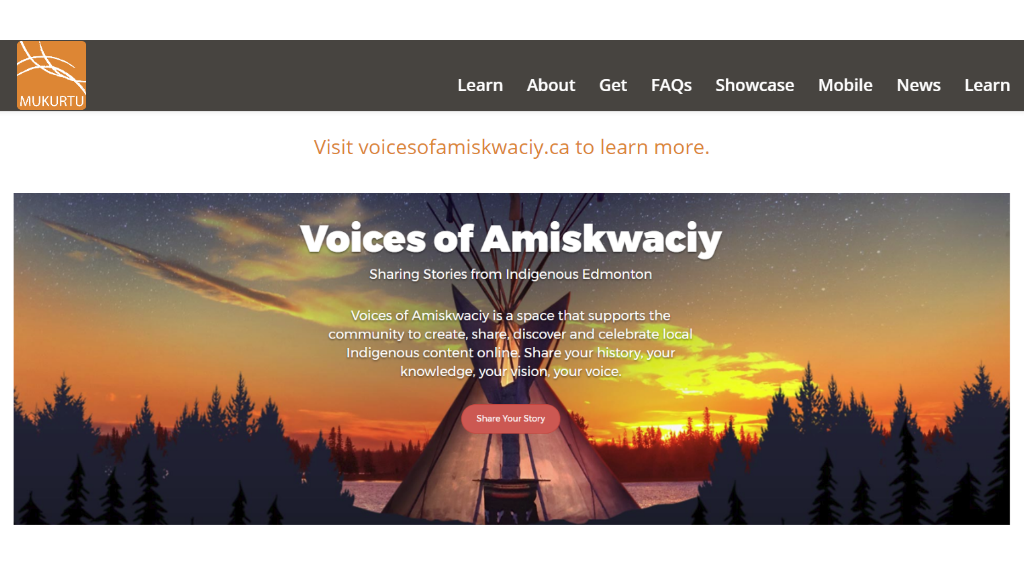 MUKURTU
Learn About Get FAQs Showcase Mobile News Learn
Visit voicesofamiskwaciy.ca to learn more.
Voices of Amiskwaciy
Sharing Stories from Indigenous Edmonton
Voices of Amiskwaciy is a space that supports the
community to create, share, discover and celebrate local
Indigenous content online. Share your history, your
knowledge, your vision, your voice.
Share Your Story